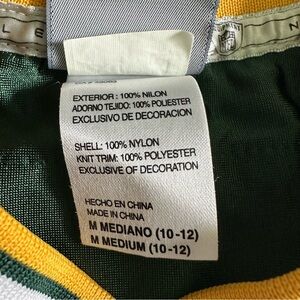 EXTERIOR: 100% NILON
ADORNO TEJIDO: 100% POLIESTER
EXCLUSIVO DE DECORACION
SHELL: 100% NYLON
KNIT TRIM: 100% POLYESTER
EXCLUSIVE OF DECORATION
HECHO EN CHINA
MADE IN CHINA
M MEDIANO (10-12)
M MEDIUM (10-12)